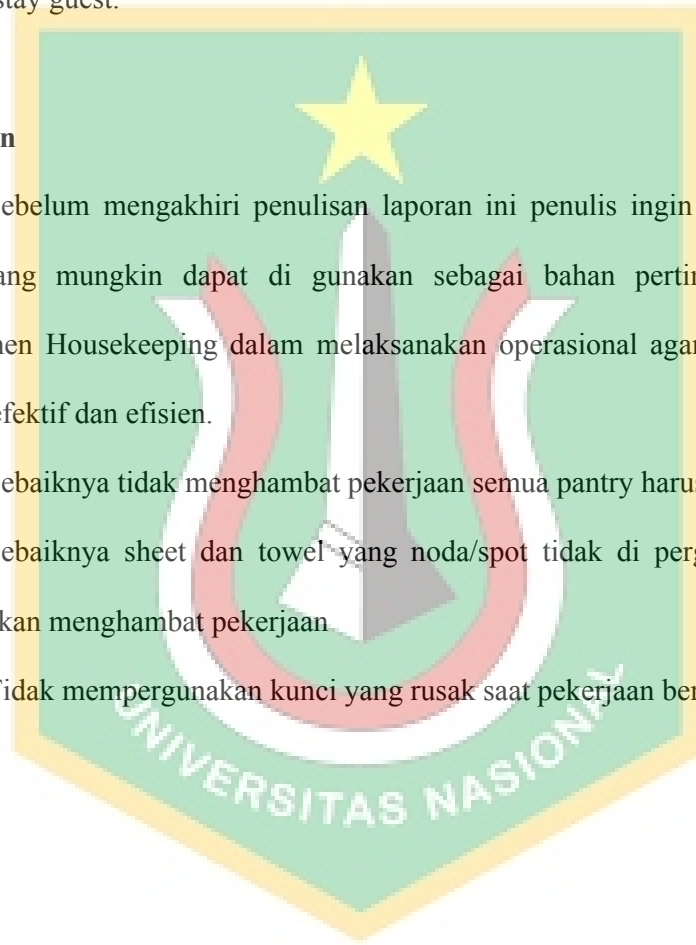 stay guest.
n
ebelum mengakhiri penulisan laporan ini penulis ingin
ang mungkin dapat di gunakan sebagai bahan pertin
nen Housekeeping dalam melaksanakan operasional agar
efektif dan efisien.
ebaiknya tidak menghambat pekerjaan semua pantry harus
ebaiknya sheet dan towel yang noda/spot tidak di perg
kan menghambat pekerjaan
Tidak mempergunakan kunci yang rusak saat pekerjaan ber
UNIVERSITAS NASIONAL